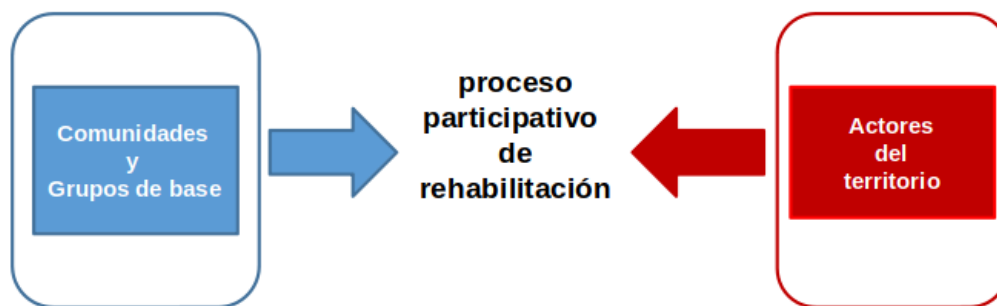 Comunidades
y
Grupos de base
proceso
participativo
de
rehabilitación
Actores
del
territorio